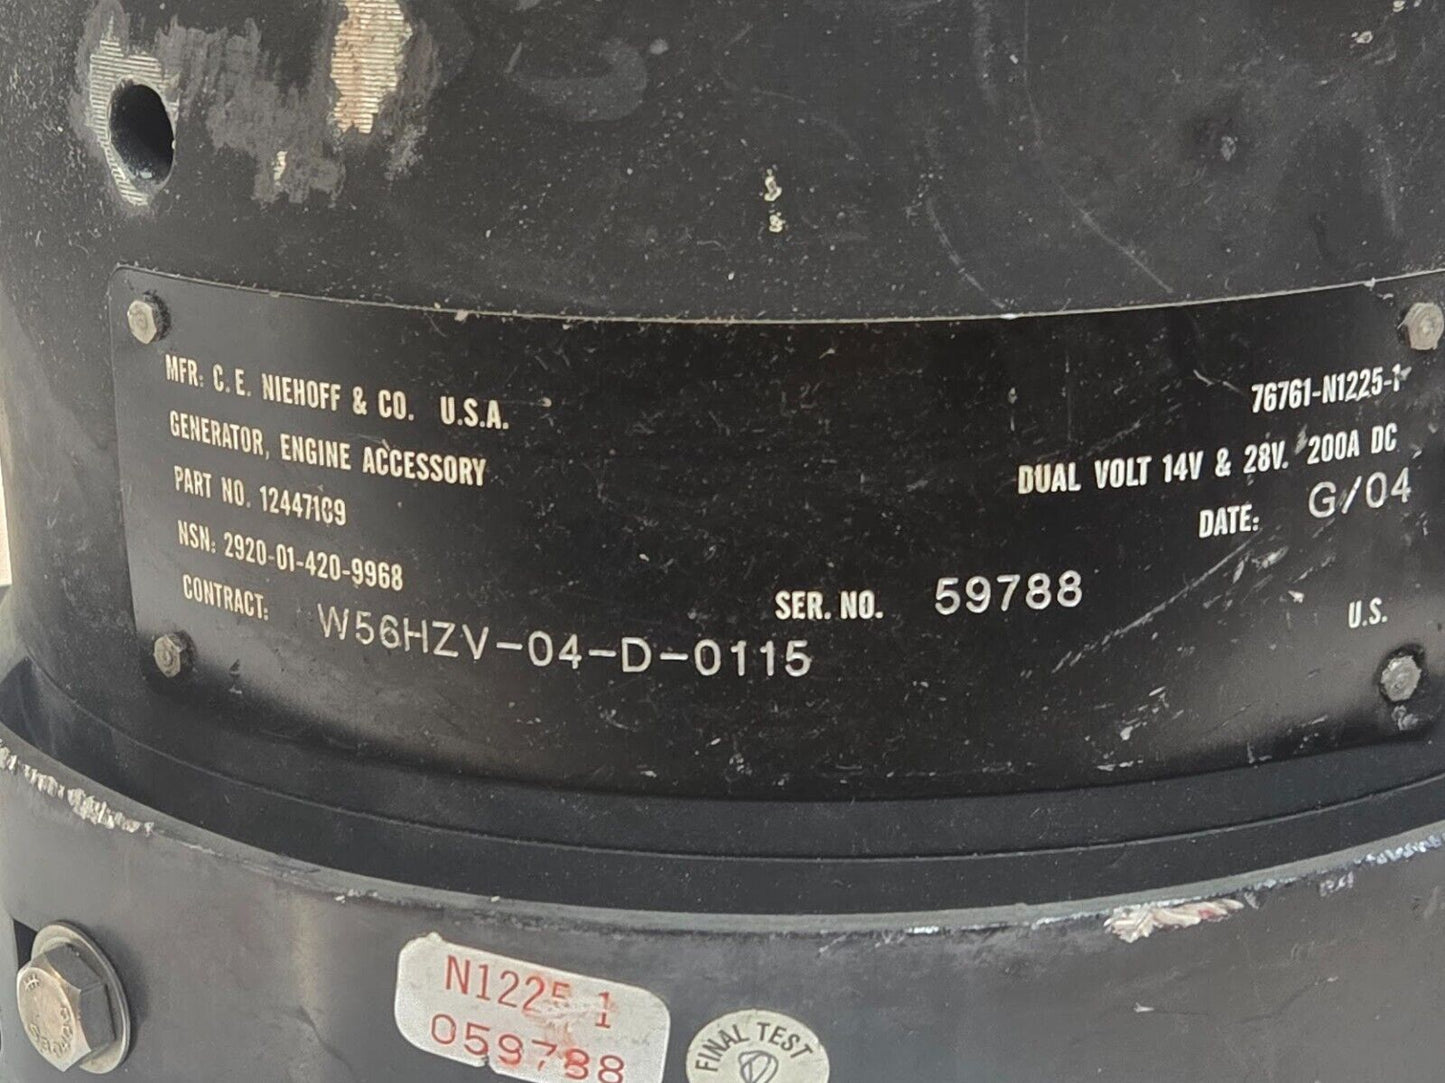 MFR: C. E. NIEHOFF & CO. U.S.A.
GENERATOR, ENGINE ACCESSORY
PART NO. 12447109
NSN: 2920-01-420-9968
CONTRACT: W56HZV-04-D-0115
SER. NO. 59788
76761-N1225-1
DUAL VOLT 14V & 28V. 200A DC
DATE: G/04
U.S.
N1225 1
059788
FINAL TEST